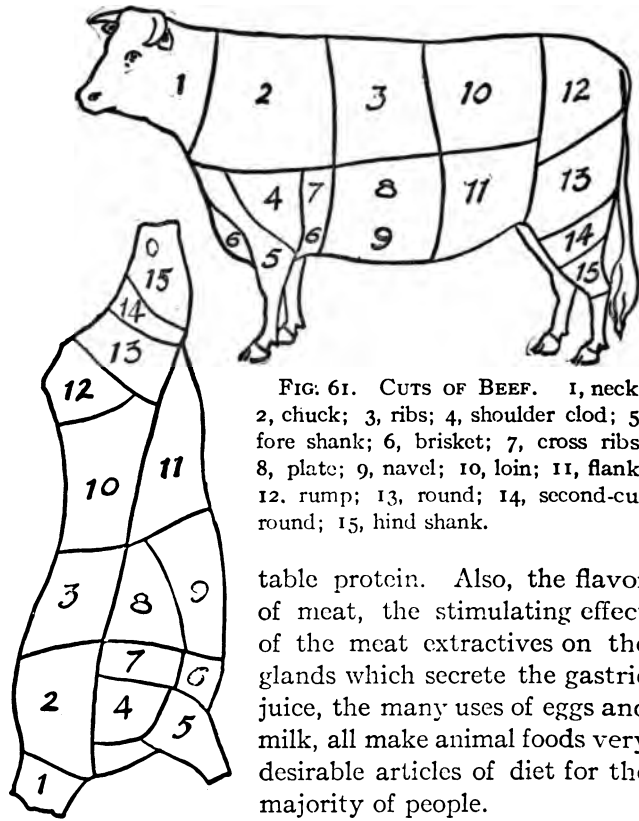 1
2
3
10
12
4
7
8
11
13
6
5
6
9
14
15
0
15
14
13
12
10
11
3
8
9
7
6
2
4
5
1
FIG. 61. CUTS OF BEEF. 1, neck
2, chuck; 3, ribs; 4, shoulder clod; 5
fore shank; 6, brisket; 7, cross ribs
8, plate; 9, navel; 10, loin; 11, flank
12. rump; 13, round; 14, second-cu
round; 15, hind shank.
table protein. Also, the flavor
of meat, the stimulating effec
of the meat extractives on the
glands which secrete the gastric
juice, the many uses of eggs and
milk, all make animal foods very
desirable articles of diet for the
majority of people.